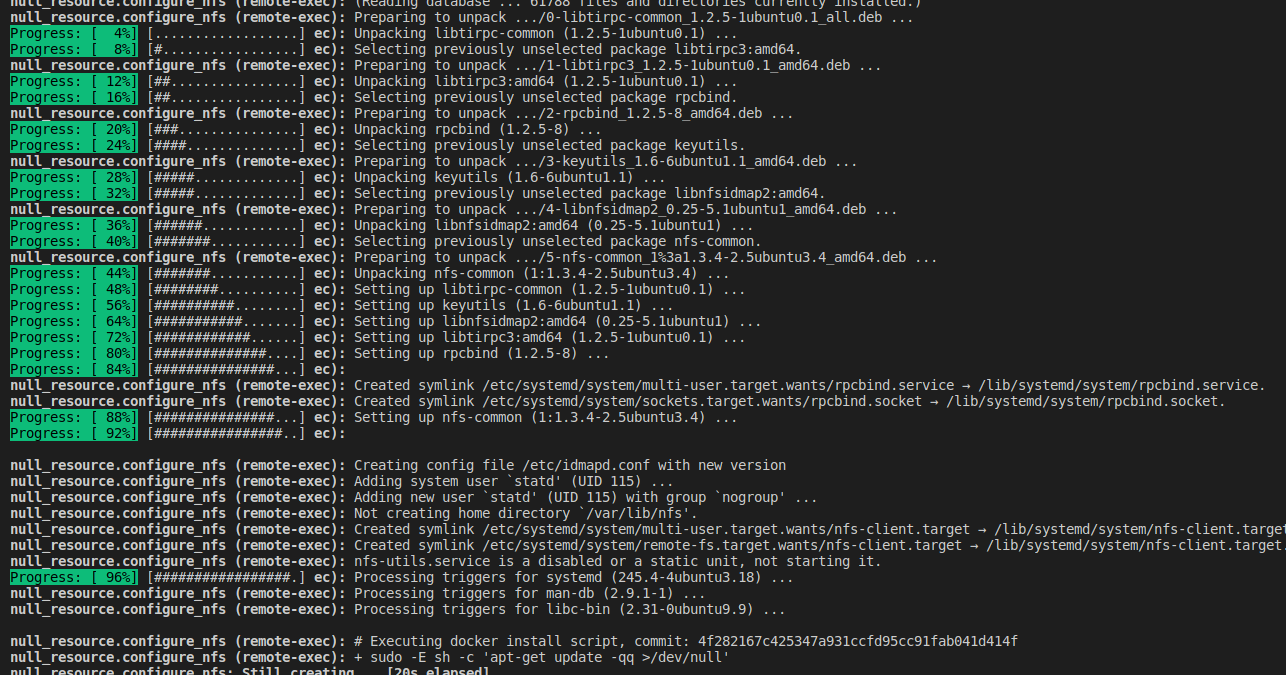 null_resource.configure_nfs (remote-exec): (Reading database ... 61788 files and directories currently installed.)
null_resource.configure_nfs (remote-exec): Preparing to unpack .../0-libtirpc-common_1.2.5-1ubuntu0.1_all.deb ...
Progress: [  4%] [..................] ec): Unpacking libtirpc-common (1.2.5-1ubuntu0.1) ...
Progress: [  8%] [#.................] ec): Selecting previously unselected package libtirpc3:amd64.
null_resource.configure_nfs (remote-exec): Preparing to unpack .../1-libtirpc3_1.2.5-1ubuntu0.1_amd64.deb ...
Progress: [ 12%] [##................] ec): Unpacking libtirpc3:amd64 (1.2.5-1ubuntu0.1) ...
Progress: [ 16%] [##................] ec): Selecting previously unselected package rpcbind.
null_resource.configure_nfs (remote-exec): Preparing to unpack .../2-rpcbind_1.2.5-8_amd64.deb ...
Progress: [ 20%] [###...............] ec): Unpacking rpcbind (1.2.5-8) ...
Progress: [ 24%] [####..............] ec): Selecting previously unselected package keyutils.
null_resource.configure_nfs (remote-exec): Preparing to unpack .../3-keyutils_1.6-6ubuntu1.1_amd64.deb ...
Progress: [ 28%] [#####.............] ec): Unpacking keyutils (1.6-6ubuntu1.1) ...
Progress: [ 32%] [#####.............] ec): Selecting previously unselected package libnfsidmap2:amd64.
null_resource.configure_nfs (remote-exec): Preparing to unpack .../4-libnfsidmap2_0.25-5.1ubuntu1_amd64.deb ...
Progress: [ 36%] [######............] ec): Unpacking libnfsidmap2:amd64 (0.25-5.1ubuntu1) ...
Progress: [ 40%] [#######...........] ec): Selecting previously unselected package nfs-common.
null_resource.configure_nfs (remote-exec): Preparing to unpack .../5-nfs-common_1%3a1.3.4-2.5ubuntu3.4_amd64.deb ...
Progress: [ 44%] [#######...........] ec): Unpacking nfs-common (1:1.3.4-2.5ubuntu3.4) ...
Progress: [ 48%] [########..........] ec): Setting up libtirpc-common (1.2.5-1ubuntu0.1) ...
Progress: [ 56%] [##########........] ec): Setting up keyutils (1.6-6ubuntu1.1) ...
Progress: [ 64%] [###########.......] ec): Setting up libnfsidmap2:amd64 (0.25-5.1ubuntu1) ...
Progress: [ 72%] [############......] ec): Setting up libtirpc3:amd64 (1.2.5-1ubuntu0.1) ...
Progress: [ 80%] [##############....] ec): Setting up rpcbind (1.2.5-8) ...
Progress: [ 84%] [###############...] ec):
null_resource.configure_nfs (remote-exec): Created symlink /etc/systemd/system/multi-user.target.wants/rpcbind.service → /lib/systemd/system/rpcbind.service.
null_resource.configure_nfs (remote-exec): Created symlink /etc/systemd/system/sockets.target.wants/rpcbind.socket → /lib/systemd/system/rpcbind.socket.
Progress: [ 88%] [###############...] ec): Setting up nfs-common (1:1.3.4-2.5ubuntu3.4) ...
Progress: [ 92%] [################..] ec):
null_resource.configure_nfs (remote-exec): Creating config file /etc/idmapd.conf with new version
null_resource.configure_nfs (remote-exec): Adding system user `statd' (UID 115) ...
null_resource.configure_nfs (remote-exec): Adding new user `statd' (UID 115) with group `nogroup' ...
null_resource.configure_nfs (remote-exec): Not creating home directory `/var/lib/nfs'.
null_resource.configure_nfs (remote-exec): Created symlink /etc/systemd/system/multi-user.target.wants/nfs-client.target → /lib/systemd/system/nfs-client.target
null_resource.configure_nfs (remote-exec): Created symlink /etc/systemd/system/remote-fs.target.wants/nfs-client.target → /lib/systemd/system/nfs-client.target.
null_resource.configure_nfs (remote-exec): nfs-utils.service is a disabled or a static unit, not starting it.
Progress: [ 96%] [#################.] ec): Processing triggers for systemd (245.4-4ubuntu3.18) ...
null_resource.configure_nfs (remote-exec): Processing triggers for man-db (2.9.1-1) ...
null_resource.configure_nfs (remote-exec): Processing triggers for libc-bin (2.31-0ubuntu9.9) ...
null_resource.configure_nfs (remote-exec): # Executing docker install script, commit: 4f282167c425347a931ccfd95cc91fab041d414f
null_resource.configure_nfs (remote-exec): + sudo -E sh -c 'apt-get update -qq >/dev/null'
null_resource.configure_nfs: Still creating... [20s elapsed]